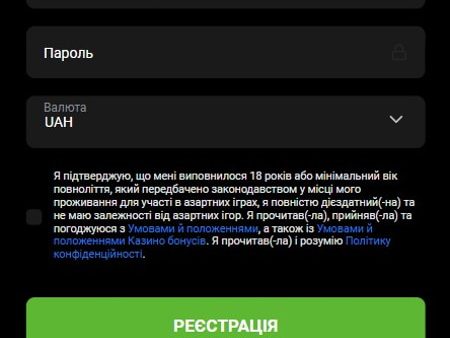 Пароль
Валюта
UAH
Я підтверджую, що мені виповнилося 18 років або мінімальний вік
повноліття, який передбачено законодавством у місці мого
проживання для участі в азартних іграх, я повністю дієздатний(-на) та
не маю залежності від азартних ігор. Я прочитав(-ла), прийняв(-ла) та
погоджуюся з Умовами й положеннями, а також із Умовами й
положеннями Казино бонусів. Я прочитав(-ла) і розумію Політику
конфіденційності.
РЕЄСТРАЦІЯ